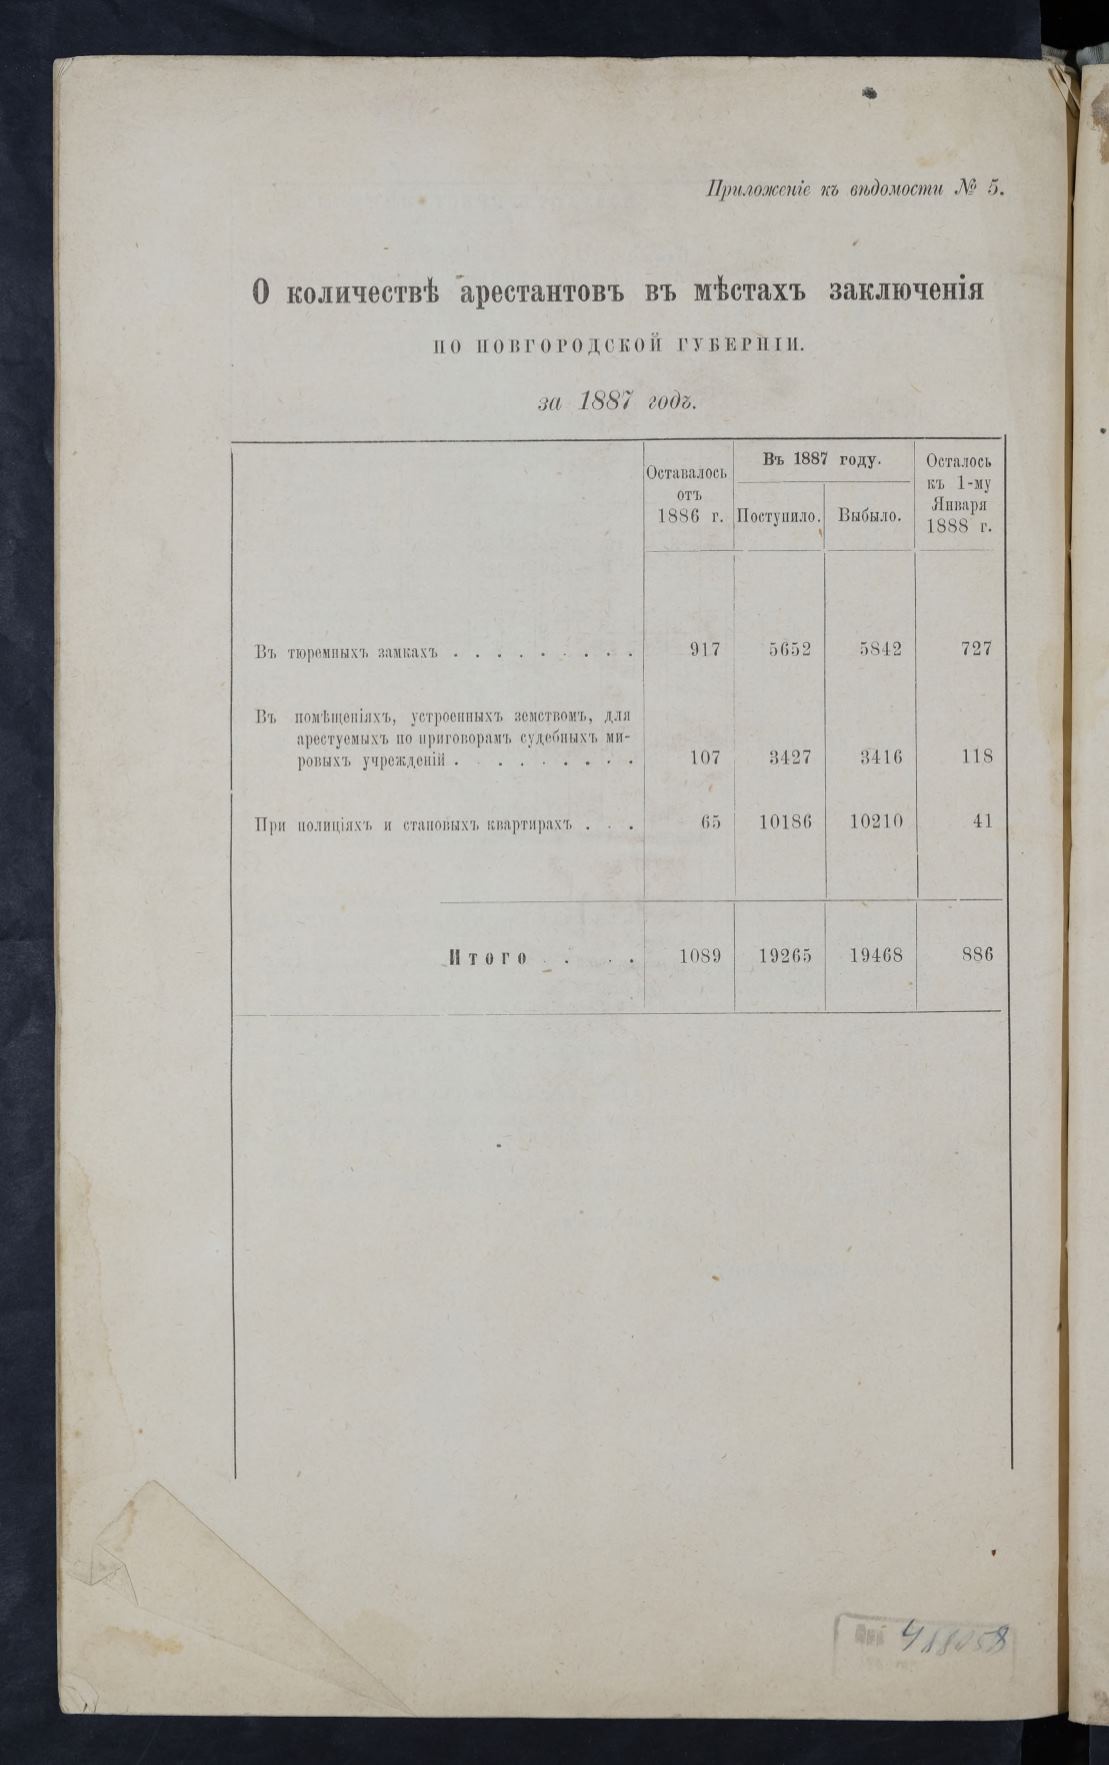 Приложеніе къ вѣдомости № 5.
О количествѣ арестантовъ въ мѣстахъ заключенія
ПО НОВГОРОДСКОЙ ГУБЕРНІИ.
за 1887 годъ.
Оставалось отъ 1886 г.
Въ 1887 году.
Поступило. Выбыло.
Осталось къ 1-му Января 1888 г.
Въ тюремныхъ замкахъ . . . . . . . . . 917 5652 5842 727
Въ помѣщеніяхъ, устроенныхъ земствомъ, для
арестуемыхъ по приговорамъ судебныхъ ми-
ровыхъ учрежденій . . . . . . . . . 107 3427 3416 118
При полиціяхъ и становыхъ квартирахъ . . . 65 10186 10210 41
Итого . . . . 1089 19265 19468 886